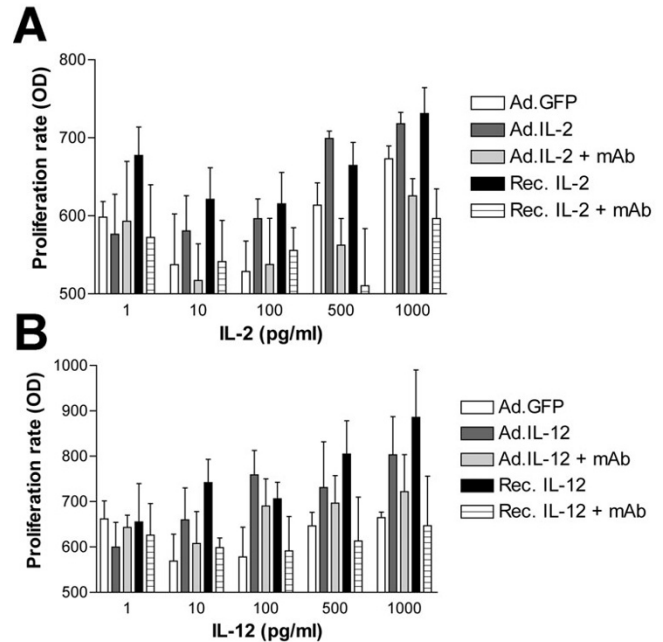 A
Proliferation rate (OD)
800
700
600
500
1 10 100 500 1000
IL-2 (pg/ml)
Ad.GFP
Ad.IL-2
Ad.IL-2 + mAb
Rec. IL-2
Rec. IL-2 + mAb
B
Proliferation rate (OD)
1000
900
800
700
600
500
1 10 100 500 1000
IL-12 (pg/ml)
Ad.GFP
Ad.IL-12
Ad.IL-12 + mAb
Rec. IL-12
Rec. IL-12 + mAb